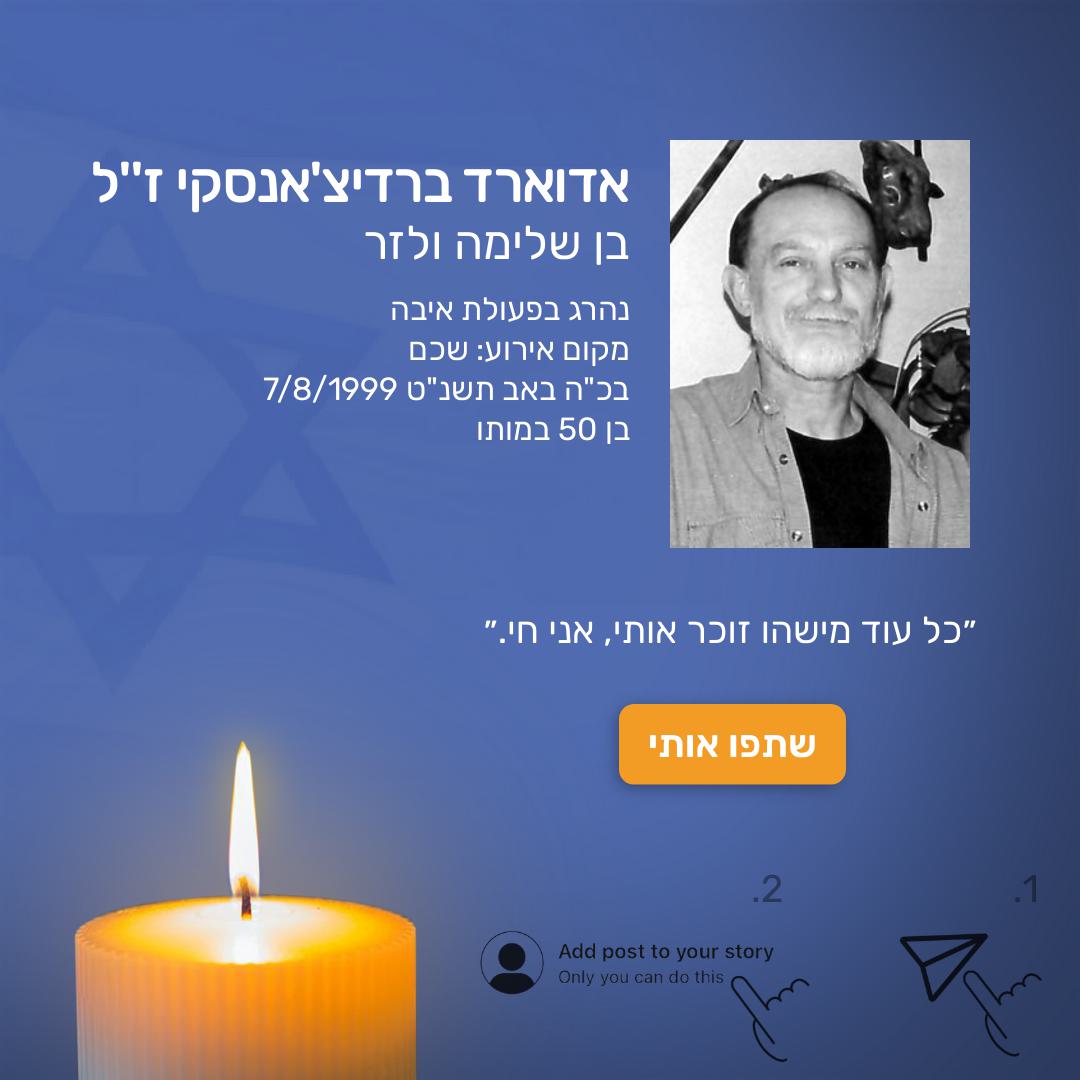 אדוארד ברדיצ'אנסקי ז''ל
בן שלימה ולזר
נהרג בפעולת איבה
מקום אירוע: שכם
בכ"ה באב תשנ"ט 7/8/1999
בן 50 במותו
״כל עוד מישהו זוכר אותי, אני חי.״
שתפו אותי
1.
2.
Add post to your story
Only you can do this